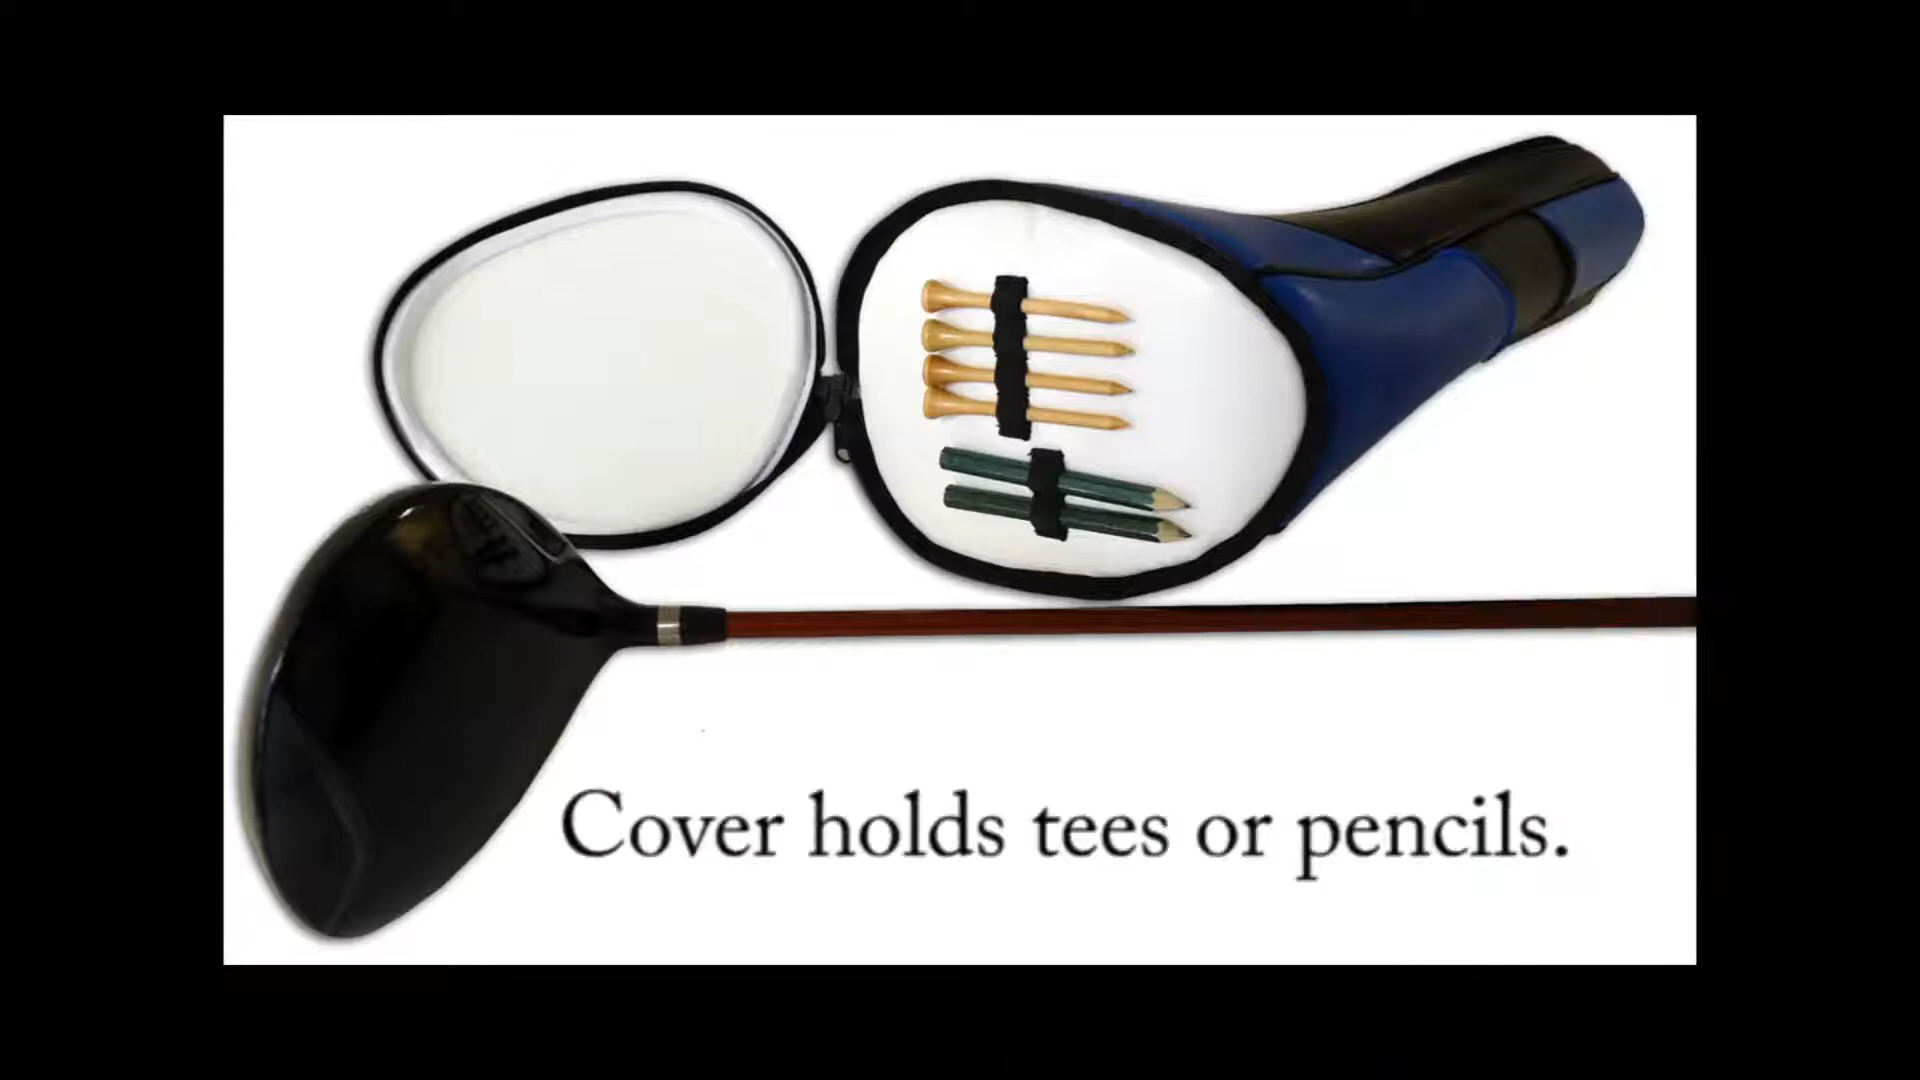 Cover holds tees or pencils.